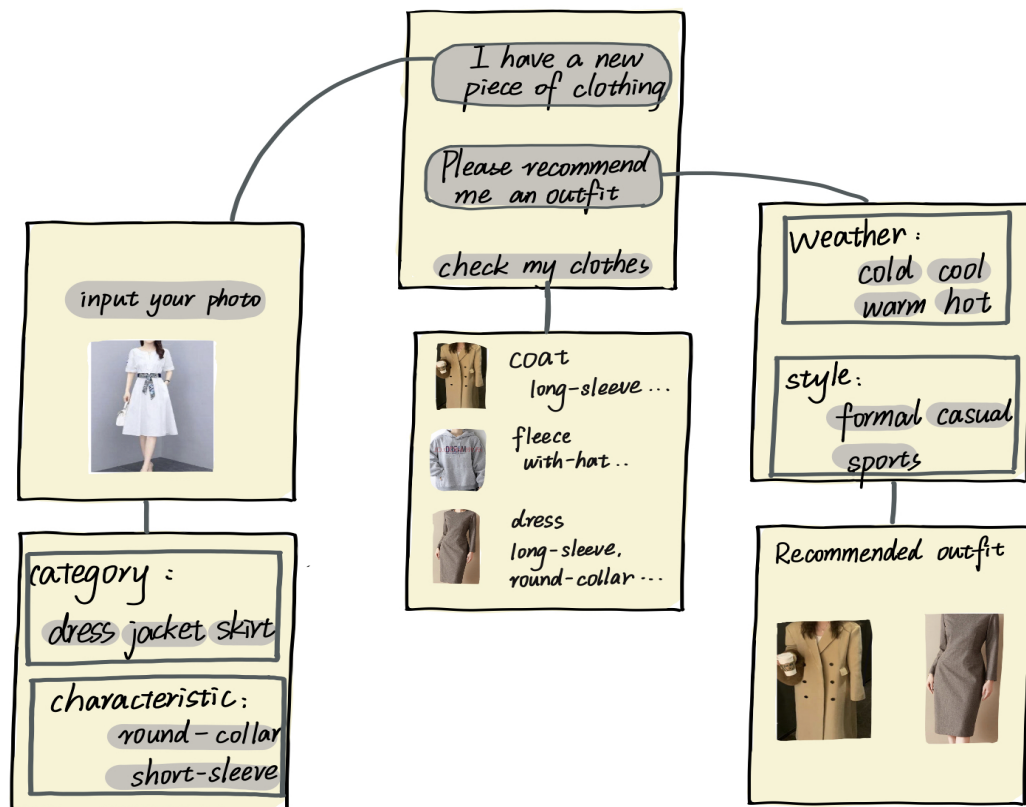 I have a new
piece of clothing
Please recommend
me an outfit
check my clothes
input your photo
category :
dress jacket skirt
characteristic:
round-collar
short-sleeve
coat
long-sleeve ...
fleece
with-hat..
dress
long-sleeve,
round-collar ...
Weather:
cold cool
warm hot
style:
formal casual
sports
Recommended outfit